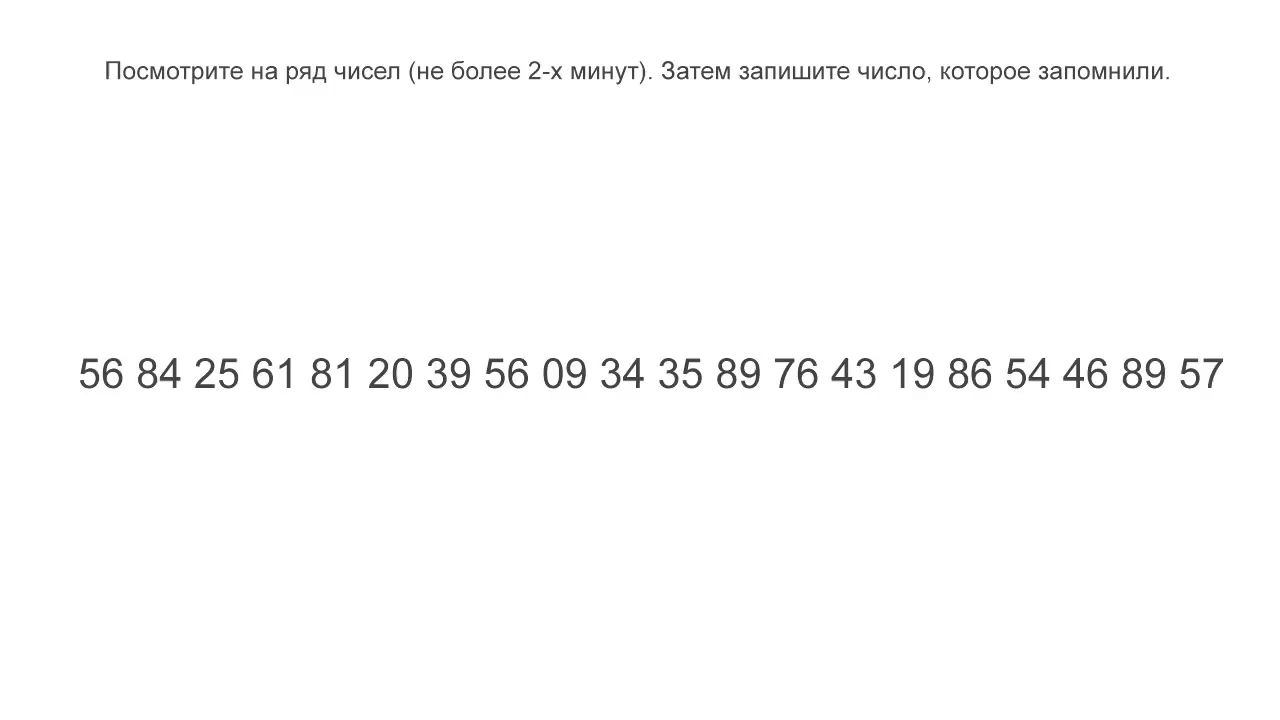 Посмотрите на ряд чисел (не более 2-х минут). Затем запишите число, которое запомнили.
56 84 25 61 81 20 39 56 09 34 35 89 76 43 19 86 54 46 89 57